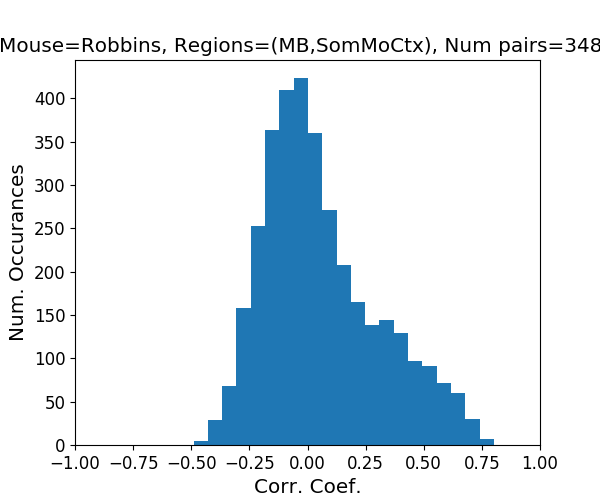 Mouse=Robbins, Regions=(MB,SomMoCtx), Num pairs=348
400
350
300
250
200
150
100
50
0
Num. Occurances
−1.00 −0.75 −0.50 −0.25 0.00 0.25 0.50 0.75 1.00
Corr. Coef.